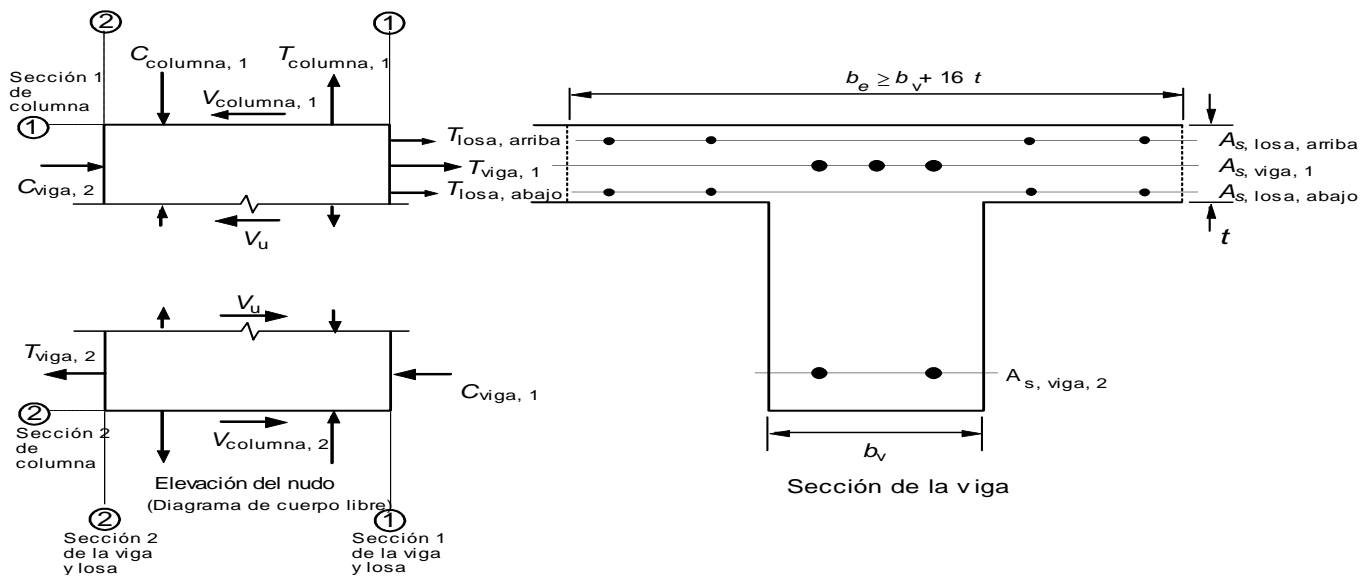 2
1
C columna, 1
T columna, 1
Sección 1
de
columna
V columna, 1
1
T losa, arriba
T viga, 1
T losa, abajo
C viga, 2
V u
V u
T viga, 2
C viga, 1
2
Sección 2
de
columna
V columna, 2
Elevación del nudo
(Diagrama de cuerpo libre)
2
1
Sección 2
de la viga
y losa
Sección 1
de la viga
y losa
b e ≥ b v + 16 t
A s, losa, arriba
A s, viga, 1
A s, losa, abajo
t
A s, viga, 2
b v
Sección de la viga